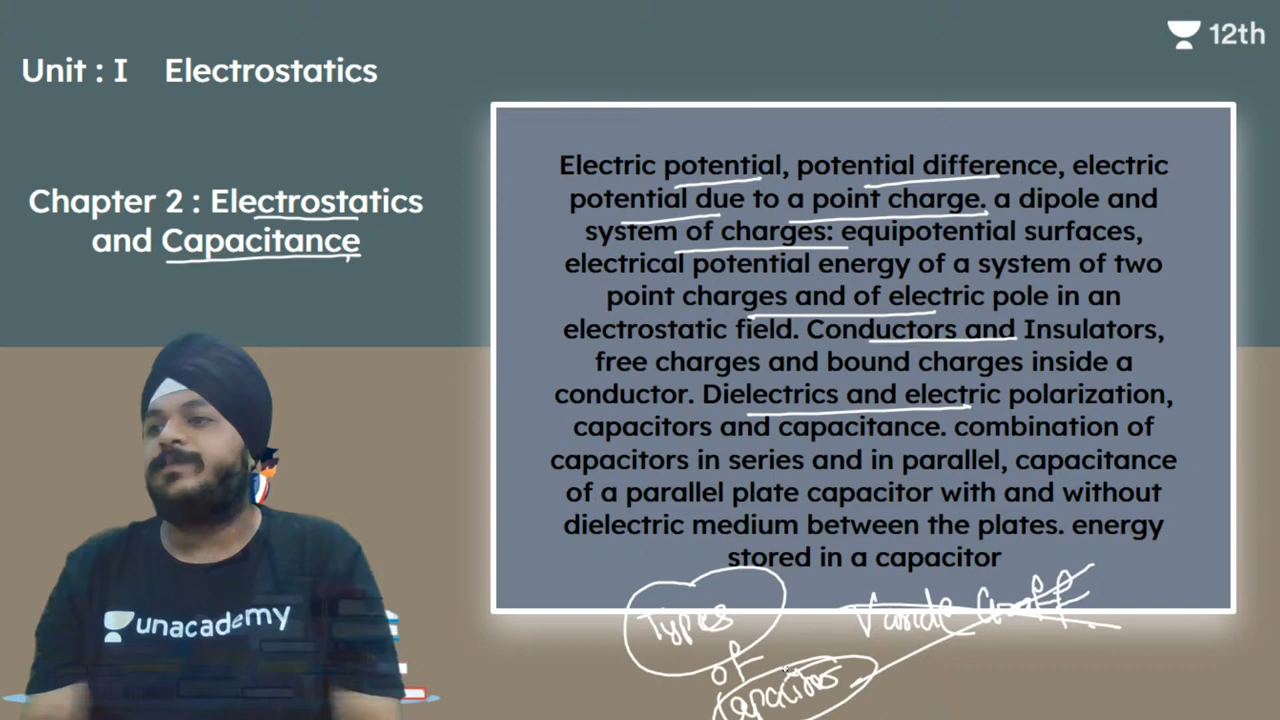 12th
Unit : I Electrostatics
Chapter 2 : Electrostatics
and Capacitance
Electric potential, potential difference, electric
potential due to a point charge. a dipole and
system of charges: equipotential surfaces,
electrical potential energy of a system of two
point charges and of electric pole in an
electrostatic field. Conductors and Insulators,
free charges and bound charges inside a
conductor. Dielectrics and electric polarization,
capacitors and capacitance. combination of
capacitors in series and in parallel, capacitance
of a parallel plate capacitor with and without
dielectric medium between the plates. energy
stored in a capacitor
Types
of
Capacitors
unacademy